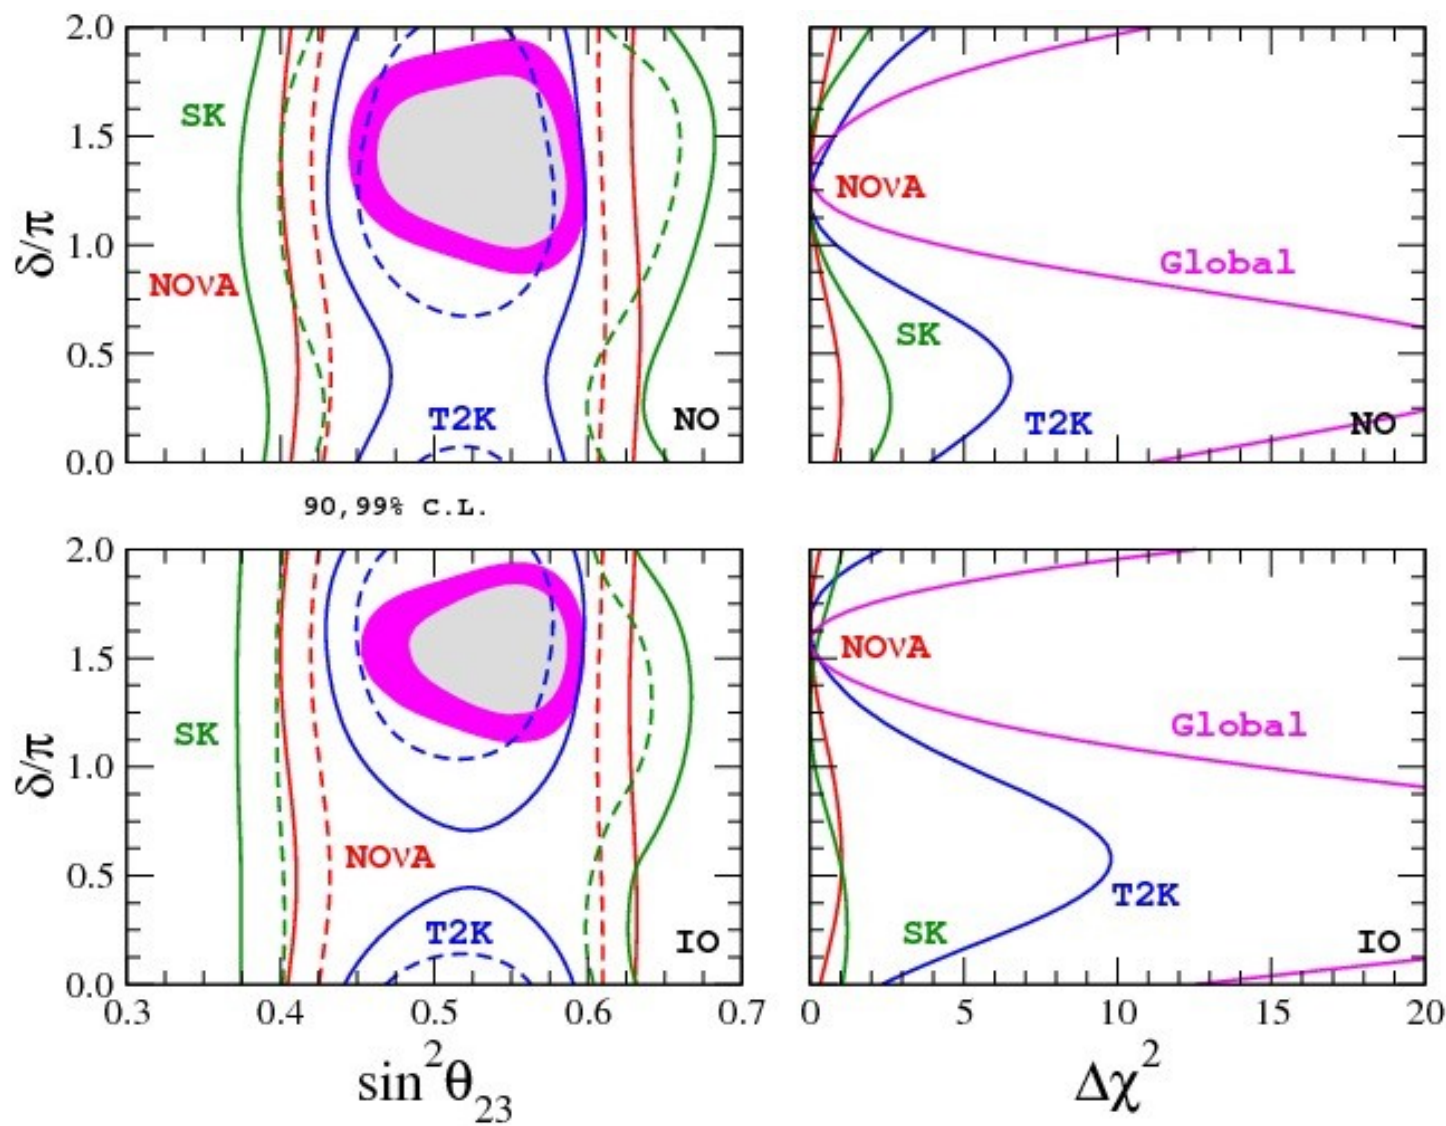 2.0
SK
1.5
NOνA
δ/π
1.0
Global
NOνA
SK
0.5
T2K
NO
T2K
NO
0.0
90,99% C.L.
2.0
NOνA
1.5
Global
SK
δ/π
1.0
NOνA
0.5
T2K
T2K
IO
SK
IO
0.0
0.3 0.4 0.5 0.6 0.7 0 5 10 15 20
sin²θ₂₃ Δχ²